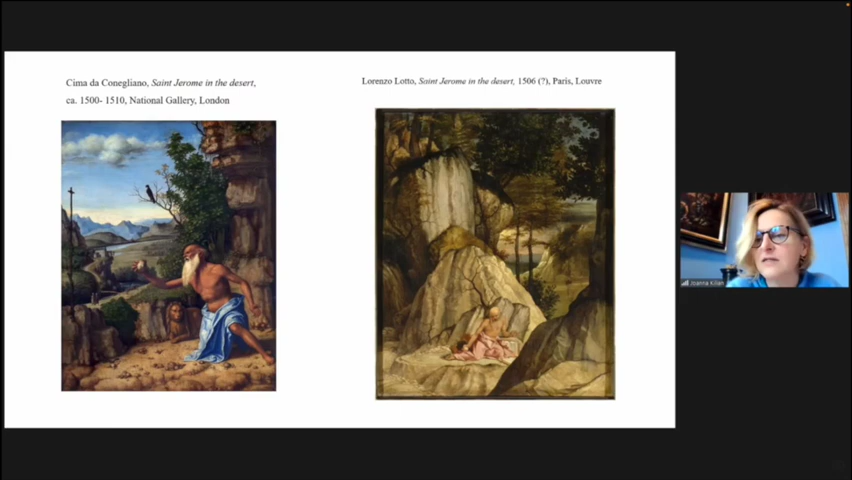 Cima da Conegliano, Saint Jerome in the desert,
ca. 1500- 1510, National Gallery, London
Lorenzo Lotto, Saint Jerome in the desert, 1506 (?), Paris, Louvre
Joanna Kilian